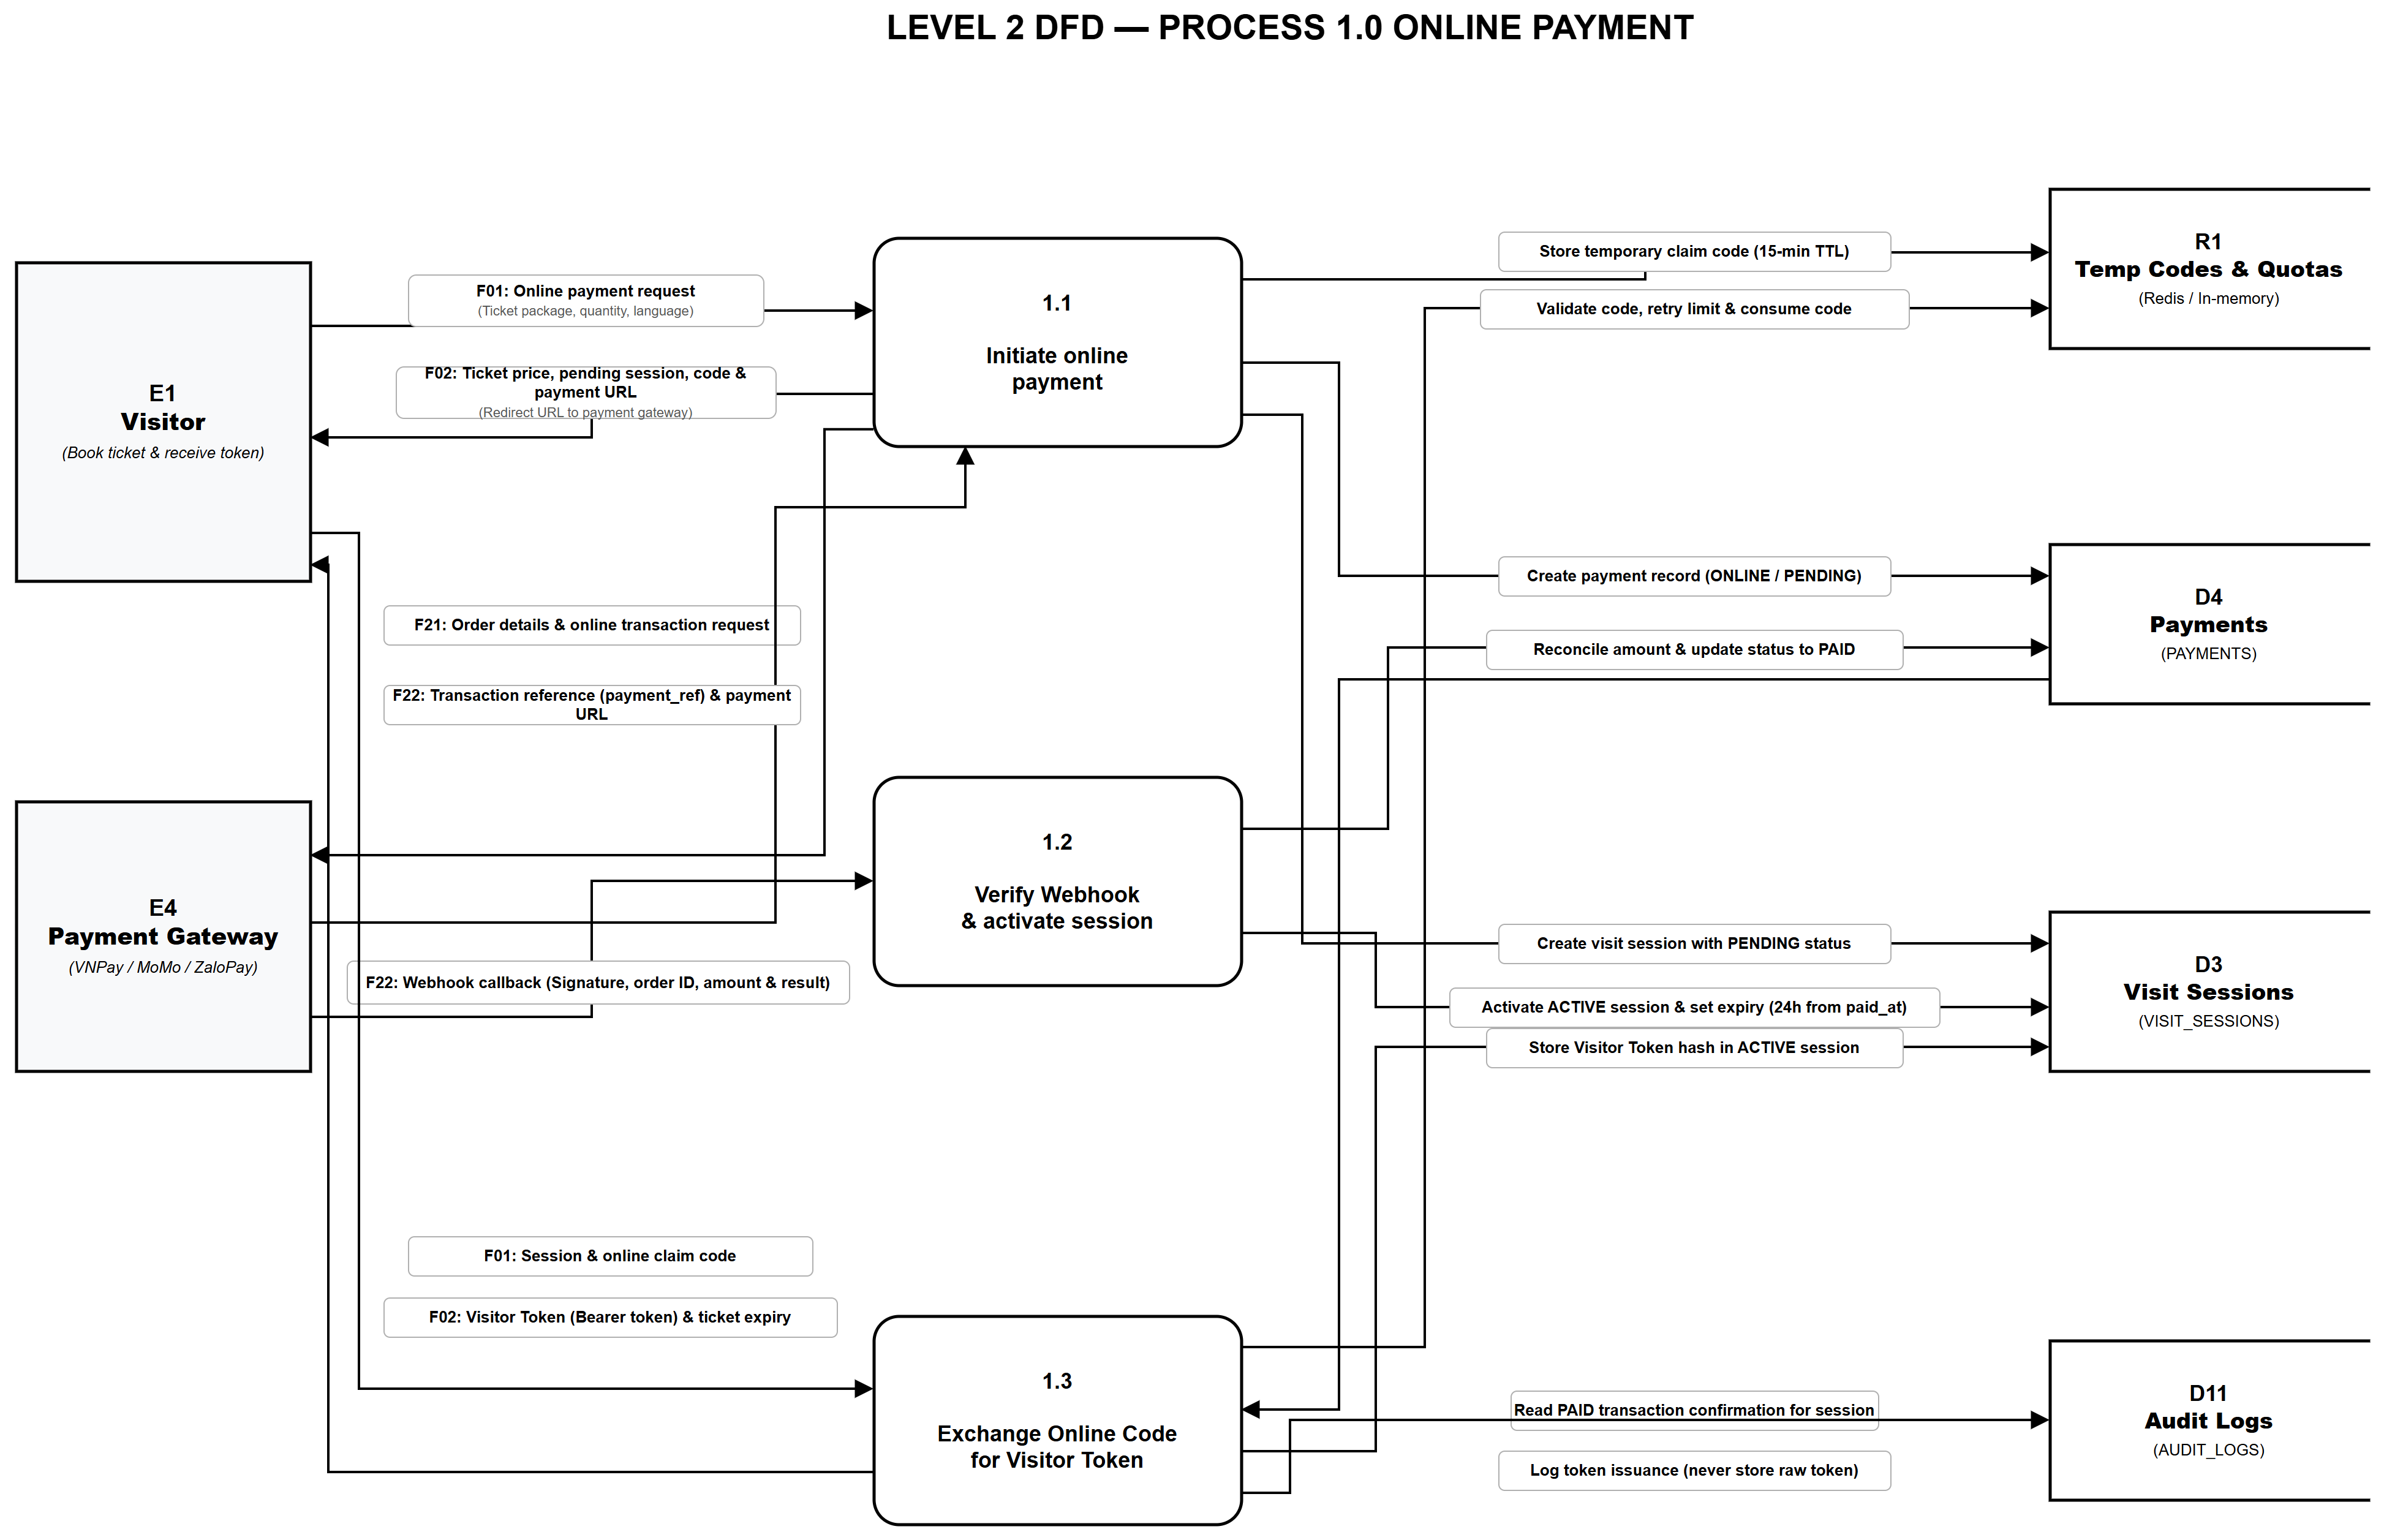 LEVEL 2 DFD — PROCESS 1.0 ONLINE PAYMENT
E1
Visitor
(Book ticket & receive token)
E4
Payment Gateway
(VNPay / MoMo / ZaloPay)
F01: Online payment request
(Ticket package, quantity, language)
F02: Ticket price, pending session, code &
payment URL
(Redirect URL to payment gateway)
F21: Order details & online transaction request
F22: Transaction reference (payment_ref) & payment
URL
F22: Webhook callback (Signature, order ID, amount & result)
F01: Session & online claim code
F02: Visitor Token (Bearer token) & ticket expiry
1.1
Initiate online
payment
1.2
Verify Webhook
& activate session
1.3
Exchange Online Code
for Visitor Token
Store temporary claim code (15-min TTL)
Validate code, retry limit & consume code
Create payment record (ONLINE / PENDING)
Reconcile amount & update status to PAID
Create visit session with PENDING status
Activate ACTIVE session & set expiry (24h from paid_at)
Store Visitor Token hash in ACTIVE session
Read PAID transaction confirmation for session
Log token issuance (never store raw token)
R1
Temp Codes & Quotas
(Redis / In-memory)
D4
Payments
(PAYMENTS)
D3
Visit Sessions
(VISIT_SESSIONS)
D11
Audit Logs
(AUDIT_LOGS)